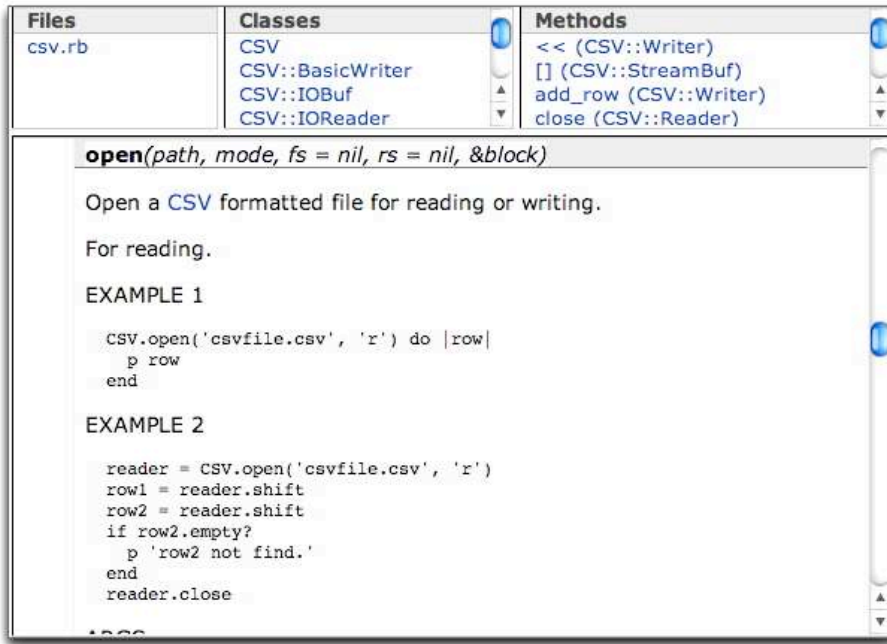 Files
csv.rb
Classes
CSV
CSV::BasicWriter
CSV::IOBuf
CSV::IOReader
Methods
<< (CSV::Writer)
[] (CSV::StreamBuf)
add_row (CSV::Writer)
close (CSV::Reader)
open(path, mode, fs = nil, rs = nil, &block)
Open a CSV formatted file for reading or writing.
For reading.
EXAMPLE 1
CSV.open('csvfile.csv', 'r') do |row|
p row
end
EXAMPLE 2
reader = CSV.open('csvfile.csv', 'r')
row1 = reader.shift
row2 = reader.shift
if row2.empty?
p 'row2 not find.'
end
reader.close